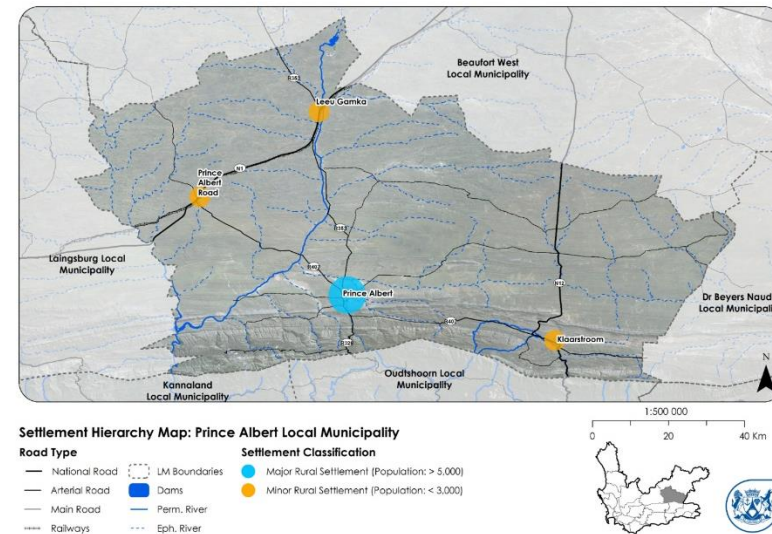 Beaufort West
Local Municipality
Leeu Gamka
N1
Prince
Albert
Road
Laingsburg Local
Municipality
Prince Albert
N12
Dr Beyers Naud
Local Municipali
Klaarstroom
Kannaland
Local Municipality
Oudtshoorn Local
Municipality
N
1:500 000
0 20 40 Km
Settlement Hierarchy Map: Prince Albert Local Municipality
Road Type
National Road
Arterial Road
Main Road
Railways
LM Boundaries
Dams
Perm. River
Eph. River
Settlement Classification
Major Rural Settlement (Population: > 5,000)
Minor Rural Settlement (Population: < 3,000)